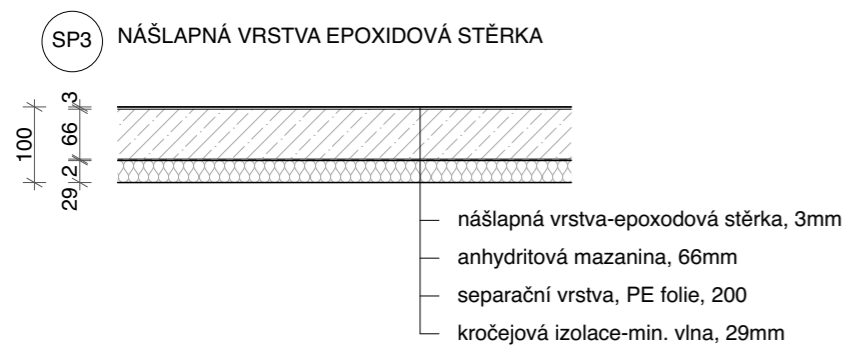 SP3 NÁŠLAPNÁ VRSTVA EPOXIDOVÁ STĚRKA
3
66
100
2
29
nášlapná vrstva-epoxodová stěrka, 3mm
anhydritová mazanina, 66mm
separační vrstva, PE folie, 200
kročejová izolace-min. vlna, 29mm